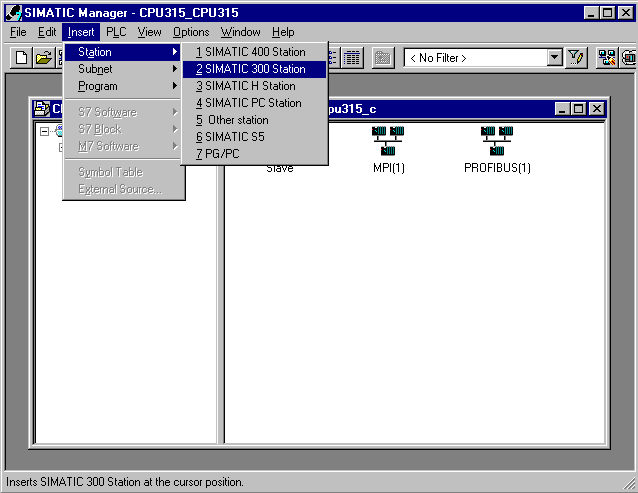 SIMATIC Manager - CPU315_CPU315
File Edit Insert PLC View Options Window Help
< No Filter >
Station
Subnet
Program
S7 Software
S7 Block
M7 Software
Symbol Table
External Source...
1 SIMATIC 400 Station
2 SIMATIC 300 Station
3 SIMATIC H Station
4 SIMATIC PC Station
5 Other station
6 SIMATIC S5
7 PG/PC
pu315_c
Slave
MPI(1)
PROFIBUS(1)
Inserts SIMATIC 300 Station at the cursor position.